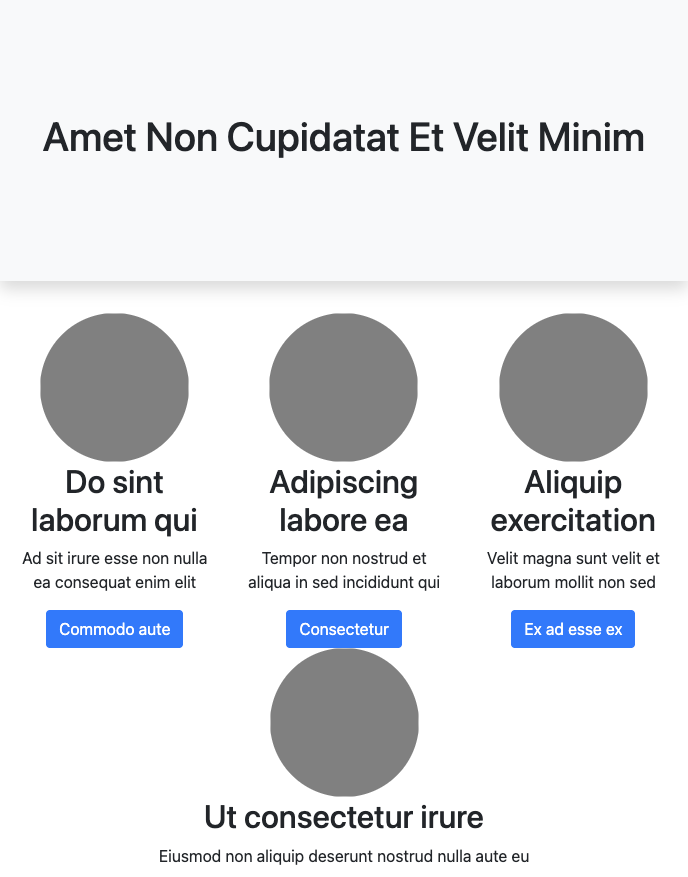 Amet Non Cupidatat Et Velit Minim
Do sint
laborum qui
Ad sit irure esse non nulla
ea consequat enim elit
Commodo aute
Adipiscing
labore ea
Tempor non nostrud et
aliqua in sed incididunt qui
Consectetur
Aliquip
exercitation
Velit magna sunt velit et
laborum mollit non sed
Ex ad esse ex
Ut consectetur irure
Eiusmod non aliquip deserunt nostrud nulla aute eu